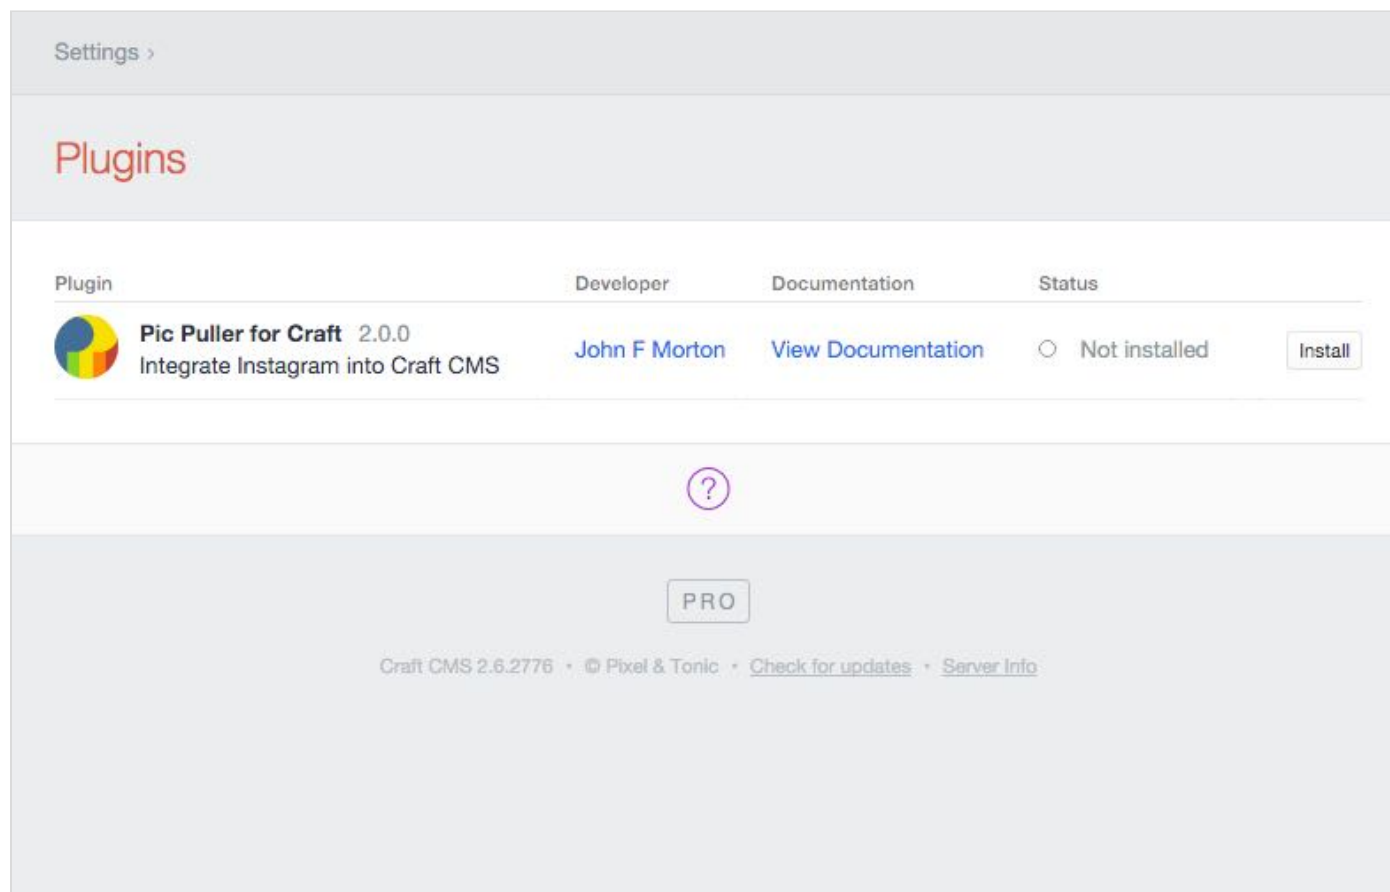 Settings ›
Plugins
Plugin Developer Documentation Status
Pic Puller for Craft 2.0.0
Integrate Instagram into Craft CMS
John F Morton View Documentation Not installed Install
?
PRO
Craft CMS 2.6.2776 • © Pixel & Tonic • Check for updates • Server Info